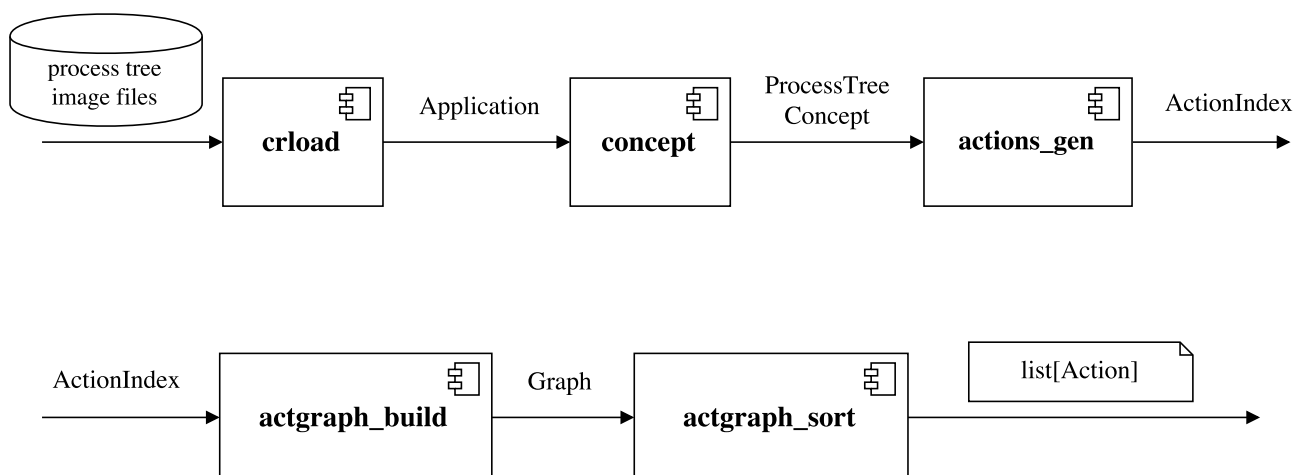 process tree
image files
crload
Application
concept
ProcessTree
Concept
actions_gen
ActionIndex
ActionIndex
actgraph_build
Graph
actgraph_sort
list[Action]